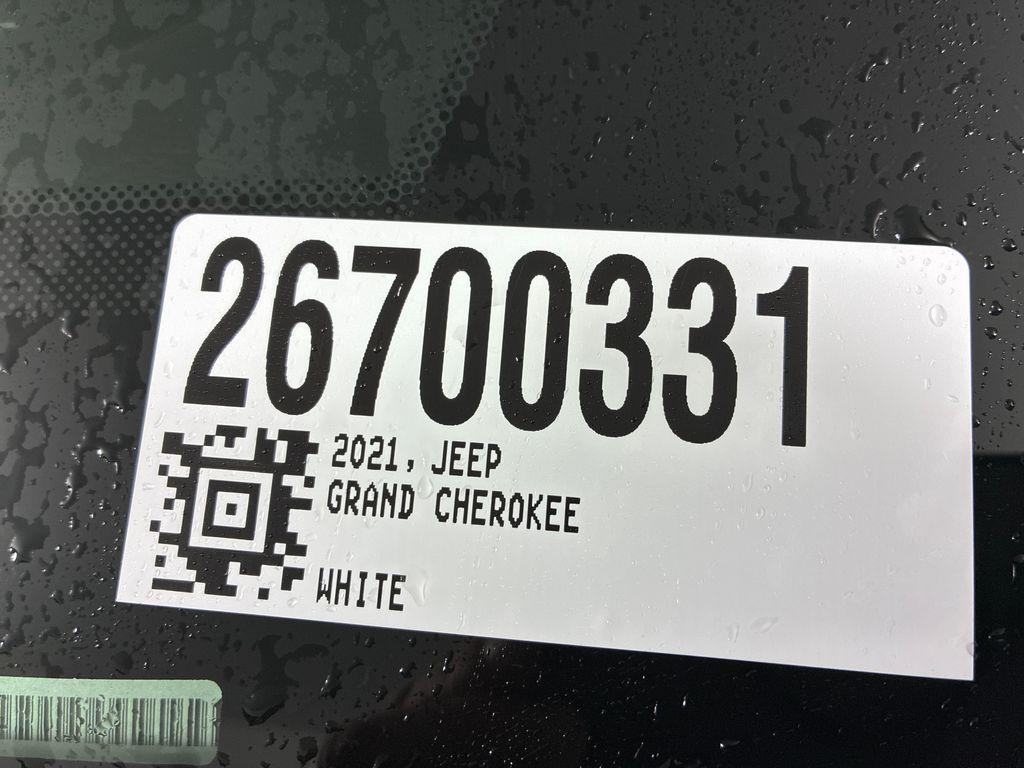 26700331
2021, JEEP
GRAND CHEROKEE
WHITE